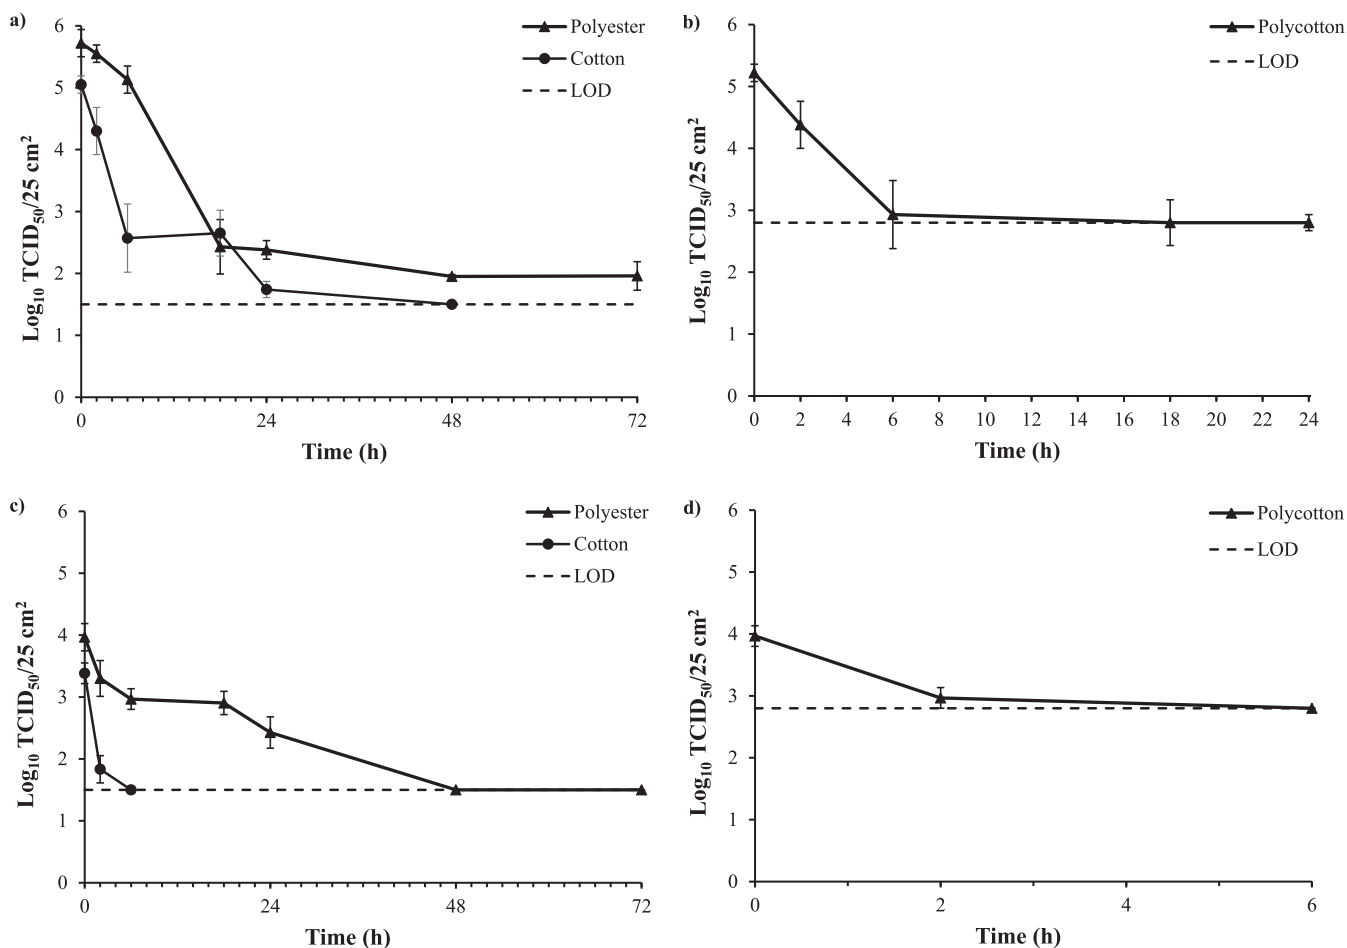 a)
Log10 TCID50/25 cm2
6
5
4
3
2
1
0
0 24 48 72
Time (h)
Polyester
Cotton
LOD
b)
Log10 TCID50/25 cm2
6
5
4
3
2
1
0
0 2 4 6 8 10 12 14 16 18 20 22 24
Time (h)
Polycotton
LOD
c)
Log10 TCID50/25 cm2
6
5
4
3
2
1
0
0 24 48 72
Time (h)
Polyester
Cotton
LOD
d)
Log10 TCID50/25 cm2
6
5
4
3
2
1
0
0 2 4 6
Time (h)
Polycotton
LOD